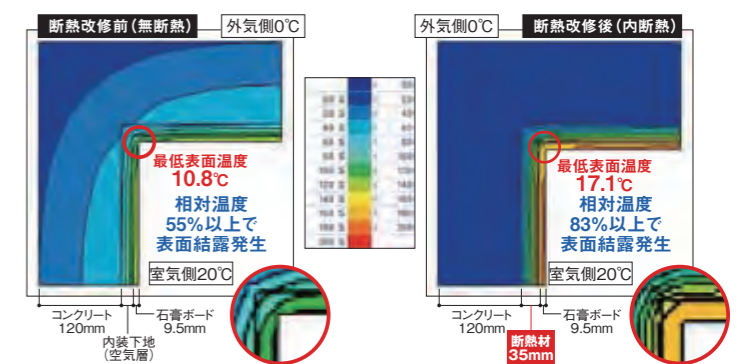 断熱改修前(無断熱)
外気側0℃
最低表面温度
10.8℃
相対温度
55%以上で
表面結露発生
室気側20℃
コンクリート
120mm
内装下地
(空気層)
石膏ボード
9.5mm
外気側0℃
断熱改修後(内断熱)
最低表面温度
17.1℃
相対温度
83%以上で
表面結露発生
室気側20℃
コンクリート
120mm
断熱材
35mm
石膏ボード
9.5mm